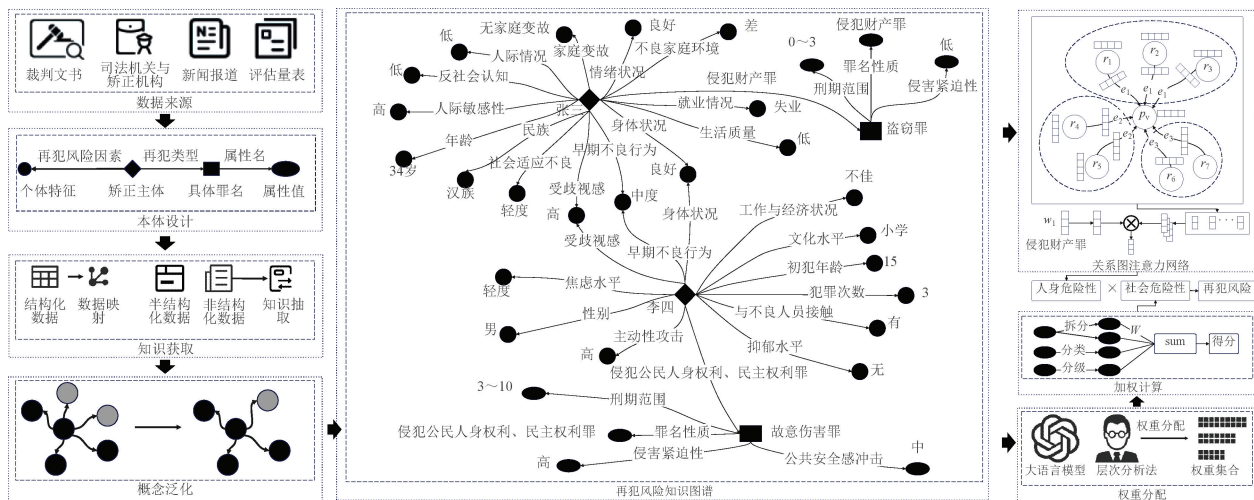 裁判文书
司法机关与
矫正机构
新闻报道
评估量表
数据来源
再犯风险因素
再犯类型
属性名
个体特征
矫正主体
具体罪名
属性值
本体设计
结构化
数据
数据映
射
半结构
化数据
非结构
化数据
知识抽
取
知识获取
概念泛化
无家庭变故
良好
差
低
人际情况
家庭变故
不良家庭环境
低
反社会认知
情绪状况
高
人际敏感性
张三
侵犯财产罪
就业情况
失业
年龄
民族
身体状况
生活质量
低
34岁
社会适应不良
早期不良行为
汉族
轻度
受歧视感
高
中度
良好
身体状况
受歧视感
早期不良行为
侵犯财产罪
0～3
罪名性质
低
刑期范围
侵害紧迫性
盗窃罪
不佳
工作与经济状况
文化水平
小学
初犯年龄
15
焦虑水平
轻度
犯罪次数
3
李四
性别
男
与不良人员接触
有
主动性攻击
高
抑郁水平
无
侵犯公民人身权利、民主权利罪
3～10
刑期范围
侵犯公民人身权利、民主权利罪
罪名性质
故意伤害罪
侵害紧迫性
高
公共安全感冲击
中
再犯风险知识图谱
r1
r2
r3
e1
e1
e1
pv
r4
e2
e2
r5
e3
e3
r6
r7
w1
侵犯财产罪
关系图注意力网络
人身危险性
×
社会危险性
再犯风险
拆分
W
分类
sum
得分
分级
加权计算
权重分配
大语言模型
层次分析法
权重集合
权重分配